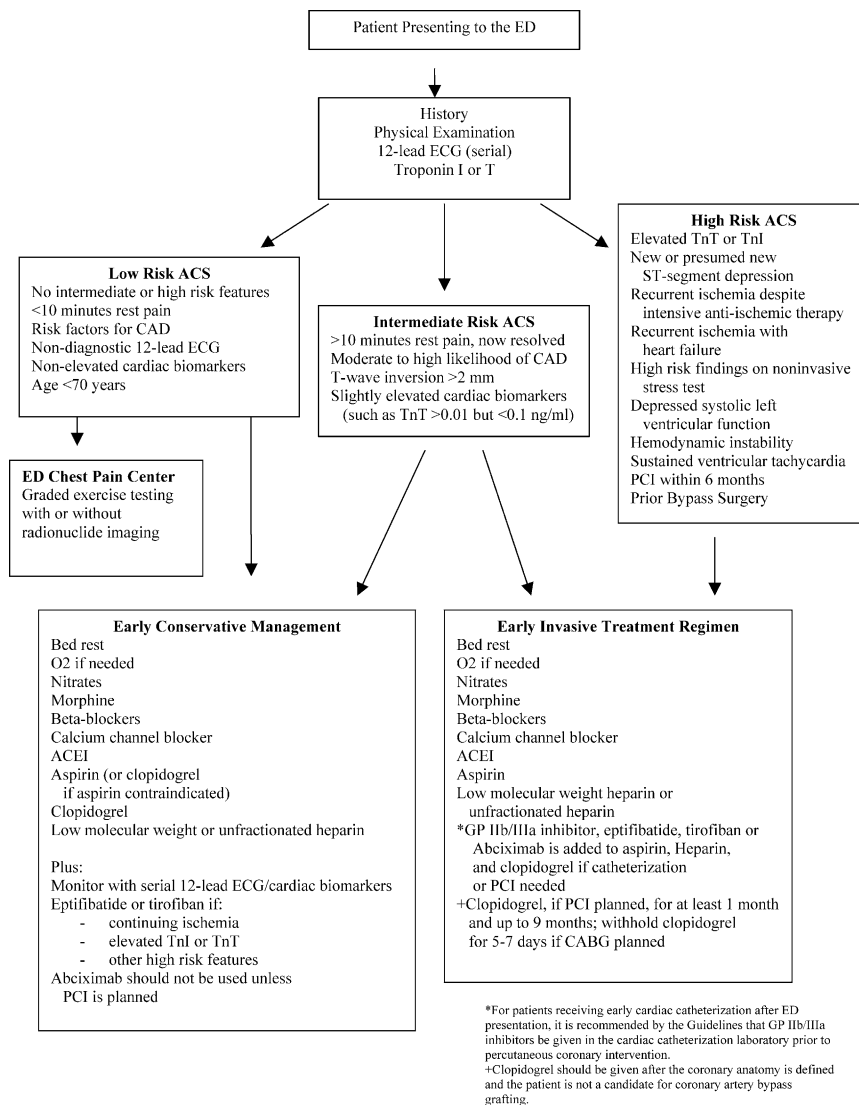 Patient Presenting to the ED
History
Physical Examination
12-lead ECG (serial)
Troponin I or T
Low Risk ACS
No intermediate or high risk features
<10 minutes rest pain
Risk factors for CAD
Non-diagnostic 12-lead ECG
Non-elevated cardiac biomarkers
Age <70 years
Intermediate Risk ACS
>10 minutes rest pain, now resolved
Moderate to high likelihood of CAD
T-wave inversion >2 mm
Slightly elevated cardiac biomarkers
(such as TnT >0.01 but <0.1 ng/ml)
High Risk ACS
Elevated TnT or TnI
New or presumed new
ST-segment depression
Recurrent ischemia despite
intensive anti-ischemic therapy
Recurrent ischemia with
heart failure
High risk findings on noninvasive
stress test
Depressed systolic left
ventricular function
Hemodynamic instability
Sustained ventricular tachycardia
PCI within 6 months
Prior Bypass Surgery
ED Chest Pain Center
Graded exercise testing
with or without
radionuclide imaging
Early Conservative Management
Bed rest
O2 if needed
Nitrates
Morphine
Beta-blockers
Calcium channel blocker
ACEI
Aspirin (or clopidogrel
if aspirin contraindicated)
Clopidogrel
Low molecular weight or unfractionated heparin
Plus:
Monitor with serial 12-lead ECG/cardiac biomarkers
Eptifibatide or tirofiban if:
- continuing ischemia
- elevated TnI or TnT
- other high risk features
Abciximab should not be used unless
PCI is planned
Early Invasive Treatment Regimen
Bed rest
O2 if needed
Nitrates
Morphine
Beta-blockers
Calcium channel blocker
ACEI
Aspirin
Low molecular weight heparin or
unfractionated heparin
*GP IIb/IIIa inhibitor, eptifibatide, tirofiban or
Abciximab is added to aspirin, Heparin,
and clopidogrel if catheterization
or PCI needed
+Clopidogrel, if PCI planned, for at least 1 month
and up to 9 months; withhold clopidogrel
for 5-7 days if CABG planned
*For patients receiving early cardiac catheterization after ED
presentation, it is recommended by the Guidelines that GP IIb/IIIa
inhibitors be given in the cardiac catheterization laboratory prior to
percutaneous coronary intervention.
+Clopidogrel should be given after the coronary anatomy is defined
and the patient is not a candidate for coronary artery bypass
grafting.